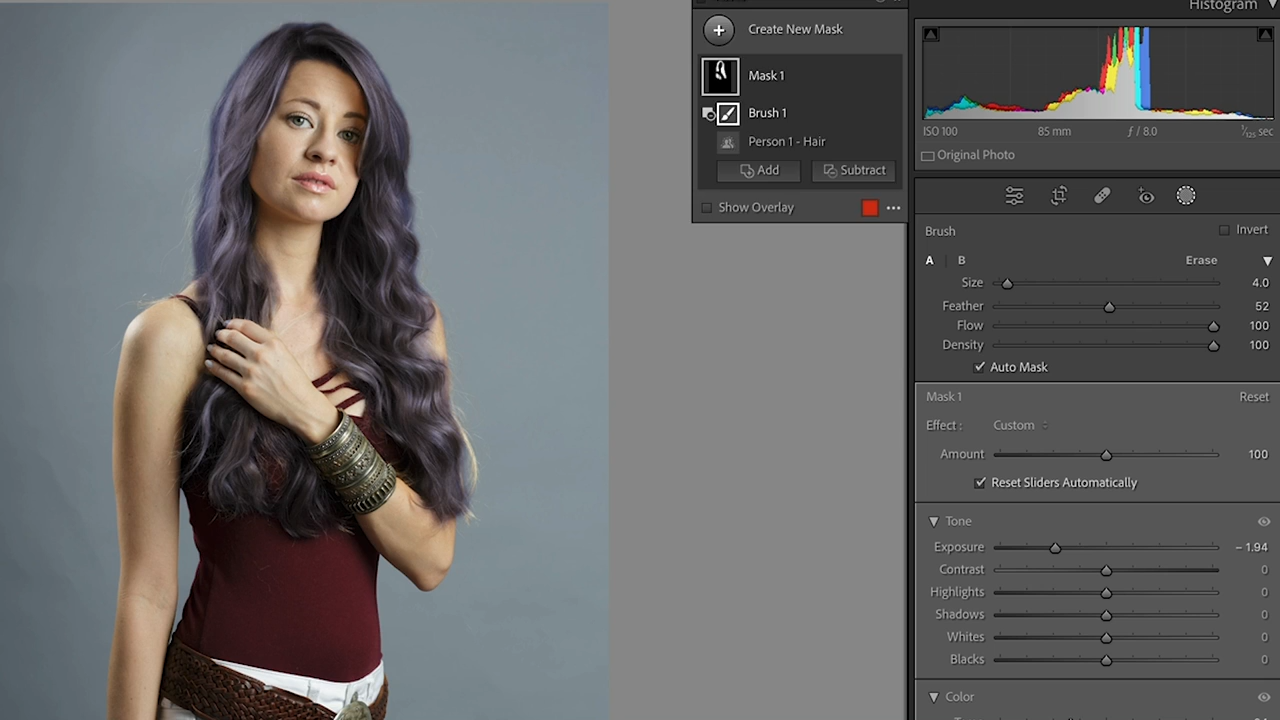 Histogram
Create New Mask
Mask 1
Brush 1
Person 1 - Hair
Add
Subtract
Show Overlay
ISO 100
85 mm
ƒ / 8.0
1/125 sec
Original Photo
Brush
Invert
A
B
Erase
Size 4.0
Feather 52
Flow 100
Density 100
Auto Mask
Mask 1
Reset
Effect :
Custom
Amount 100
Reset Sliders Automatically
Tone
Exposure – 1.94
Contrast 0
Highlights 0
Shadows 0
Whites 0
Blacks 0
Color